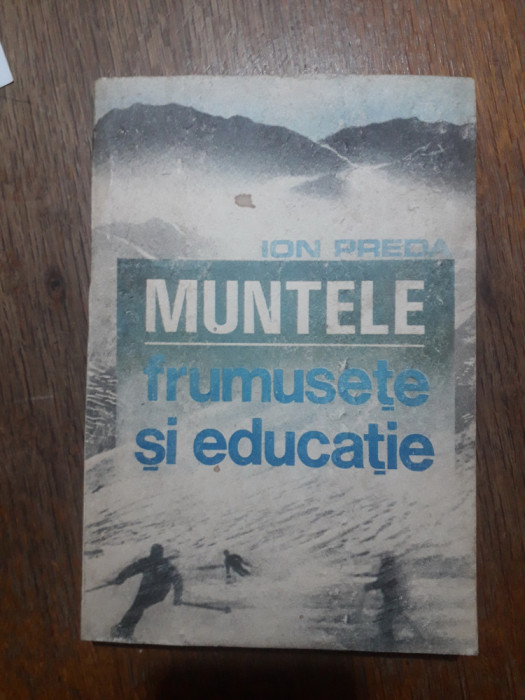 ION PREDA
MUNTELE
frumusețe
și educație